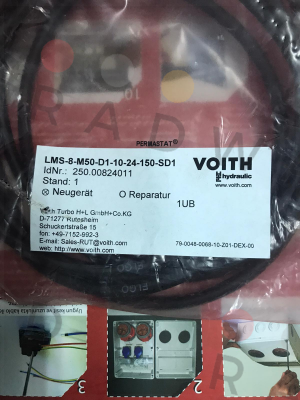 PERMASTAT®
LMS-8-M50-D1-10-24-150-SD1
IdNr.: 250.00824011
Stand: 1
Neugerät
Reparatur
1UB
VOITH
hydraulic
www.voith.com
Voith Turbo H+L GmbH+Co.KG
D-71277 Rutesheim
Schuckertstraße 15
fon: +49-7152-992-3
E-mail: Sales-RUT@voith.com
web: http://www.voith.com
79-0046-0068-10-Z01-DEX-00
2
3